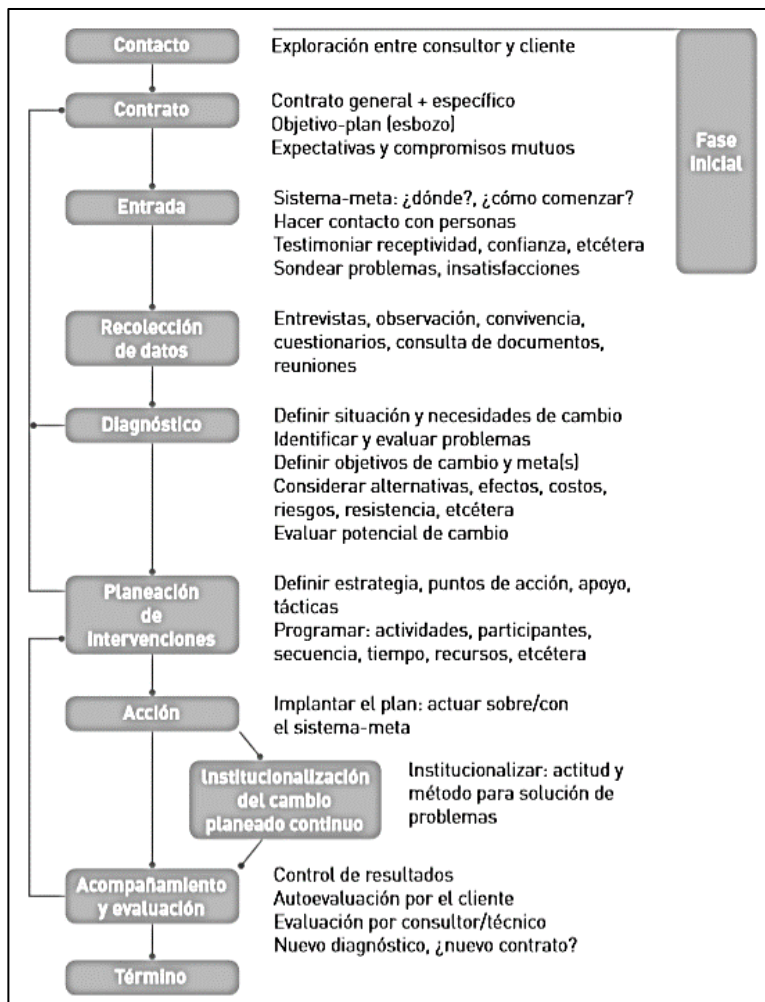 Contacto
Exploración entre consultor y cliente
Fase
inicial
Contrato
Contrato general + específico
Objetivo-plan (esbozo)
Expectativas y compromisos mutuos
Entrada
Sistema-meta: ¿dónde?, ¿cómo comenzar?
Hacer contacto con personas
Testimoniar receptividad, confianza, etcétera
Sondear problemas, insatisfacciones
Recolección
de datos
Entrevistas, observación, convivencia,
cuestionarios, consulta de documentos,
reuniones
Diagnóstico
Definir situación y necesidades de cambio
Identificar y evaluar problemas
Definir objetivos de cambio y meta(s)
Considerar alternativas, efectos, costos,
riesgos, resistencia, etcétera
Evaluar potencial de cambio
Planeación
de
intervenciones
Definir estrategia, puntos de acción, apoyo,
tácticas
Programar: actividades, participantes,
secuencia, tiempo, recursos, etcétera
Acción
Implantar el plan: actuar sobre/con
el sistema-meta
Institucionalización
del cambio
planeado continuo
Institucionalizar: actitud y
método para solución de
problemas
Acompañamiento
y evaluación
Control de resultados
Autoevaluación por el cliente
Evaluación por consultor/técnico
Nuevo diagnóstico, ¿nuevo contrato?
Término